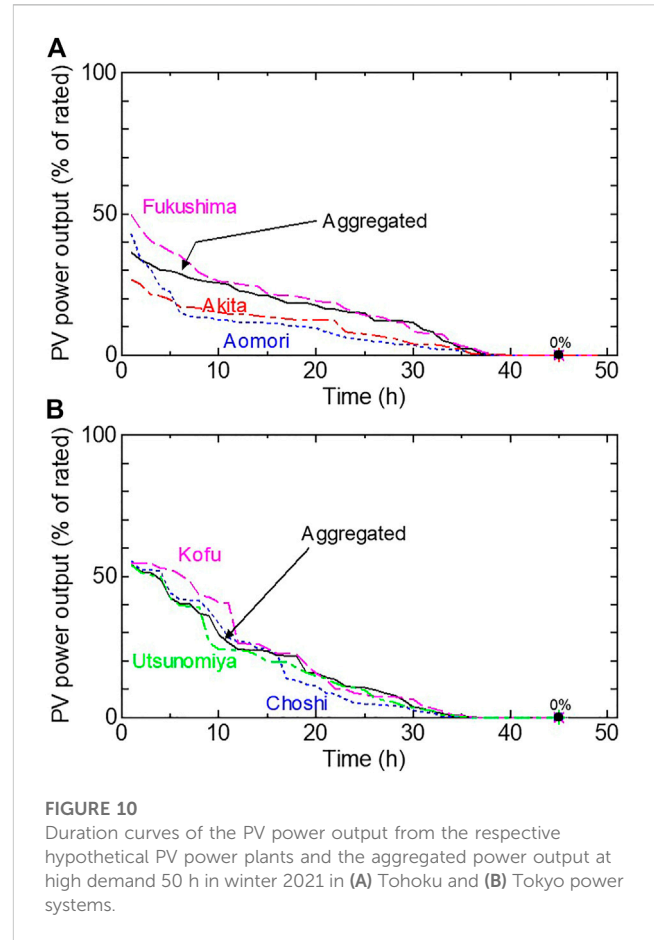 A
100
50
0
PV power output (% of rated)
Fukushima
Aggregated
Akita
Aomori
0%
0 10 20 30 40 50
Time (h)
B
100
50
0
PV power output (% of rated)
Kofu
Aggregated
Utsunomiya
Choshi
0%
0 10 20 30 40 50
Time (h)
FIGURE 10
Duration curves of the PV power output from the respective
hypothetical PV power plants and the aggregated power output at
high demand 50 h in winter 2021 in (A) Tohoku and (B) Tokyo power
systems.